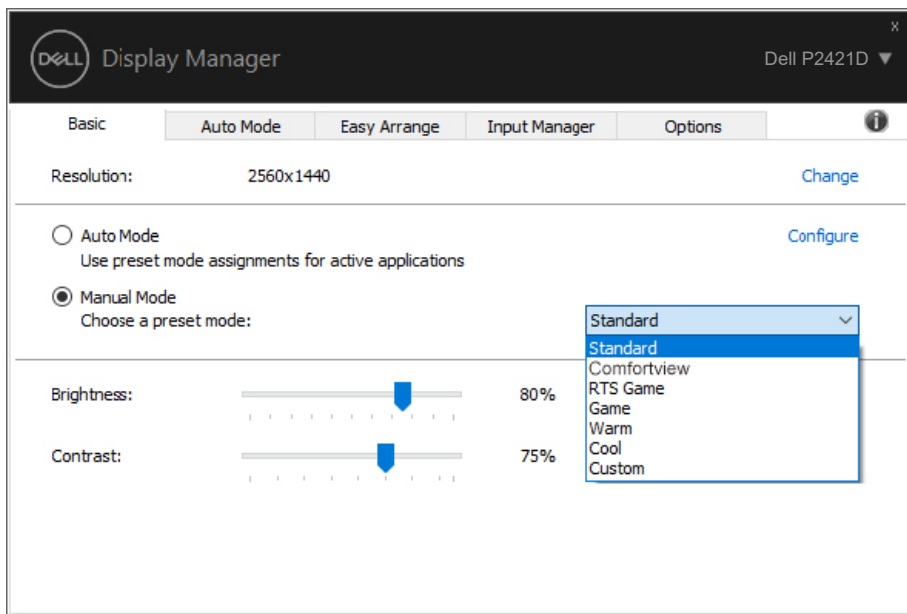 x
DELL Display Manager Dell P2421D ▼
Basic Auto Mode Easy Arrange Input Manager Options
Resolution: 2560x1440 Change
Auto Mode Configure
Use preset mode assignments for active applications
Manual Mode
Choose a preset mode: Standard
Standard
Comfortview
RTS Game
Game
Warm
Cool
Custom
Brightness: 80%
Contrast: 75%